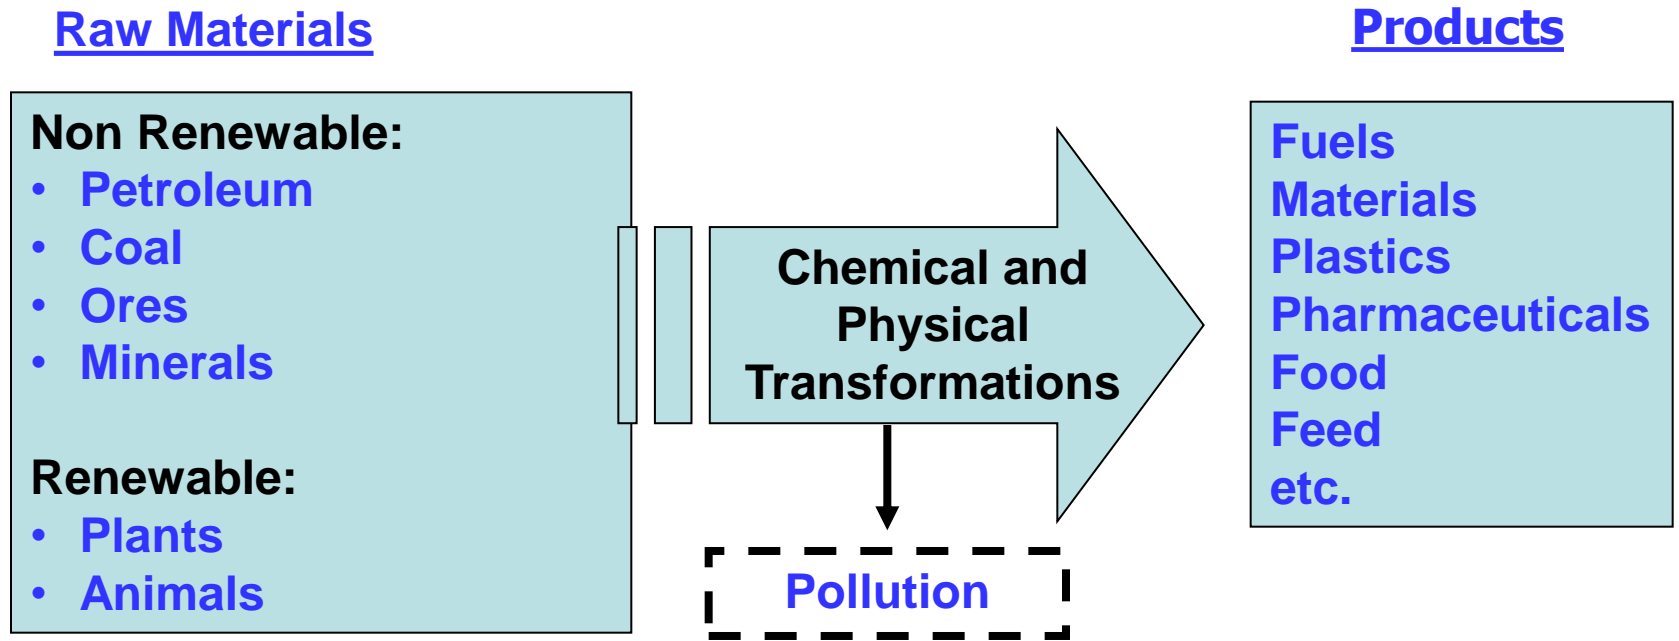 Raw Materials
Products
Non Renewable:
• Petroleum
• Coal
• Ores
• Minerals
Renewable:
• Plants
• Animals
Chemical and
Physical
Transformations
Pollution
Fuels
Materials
Plastics
Pharmaceuticals
Food
Feed
etc.